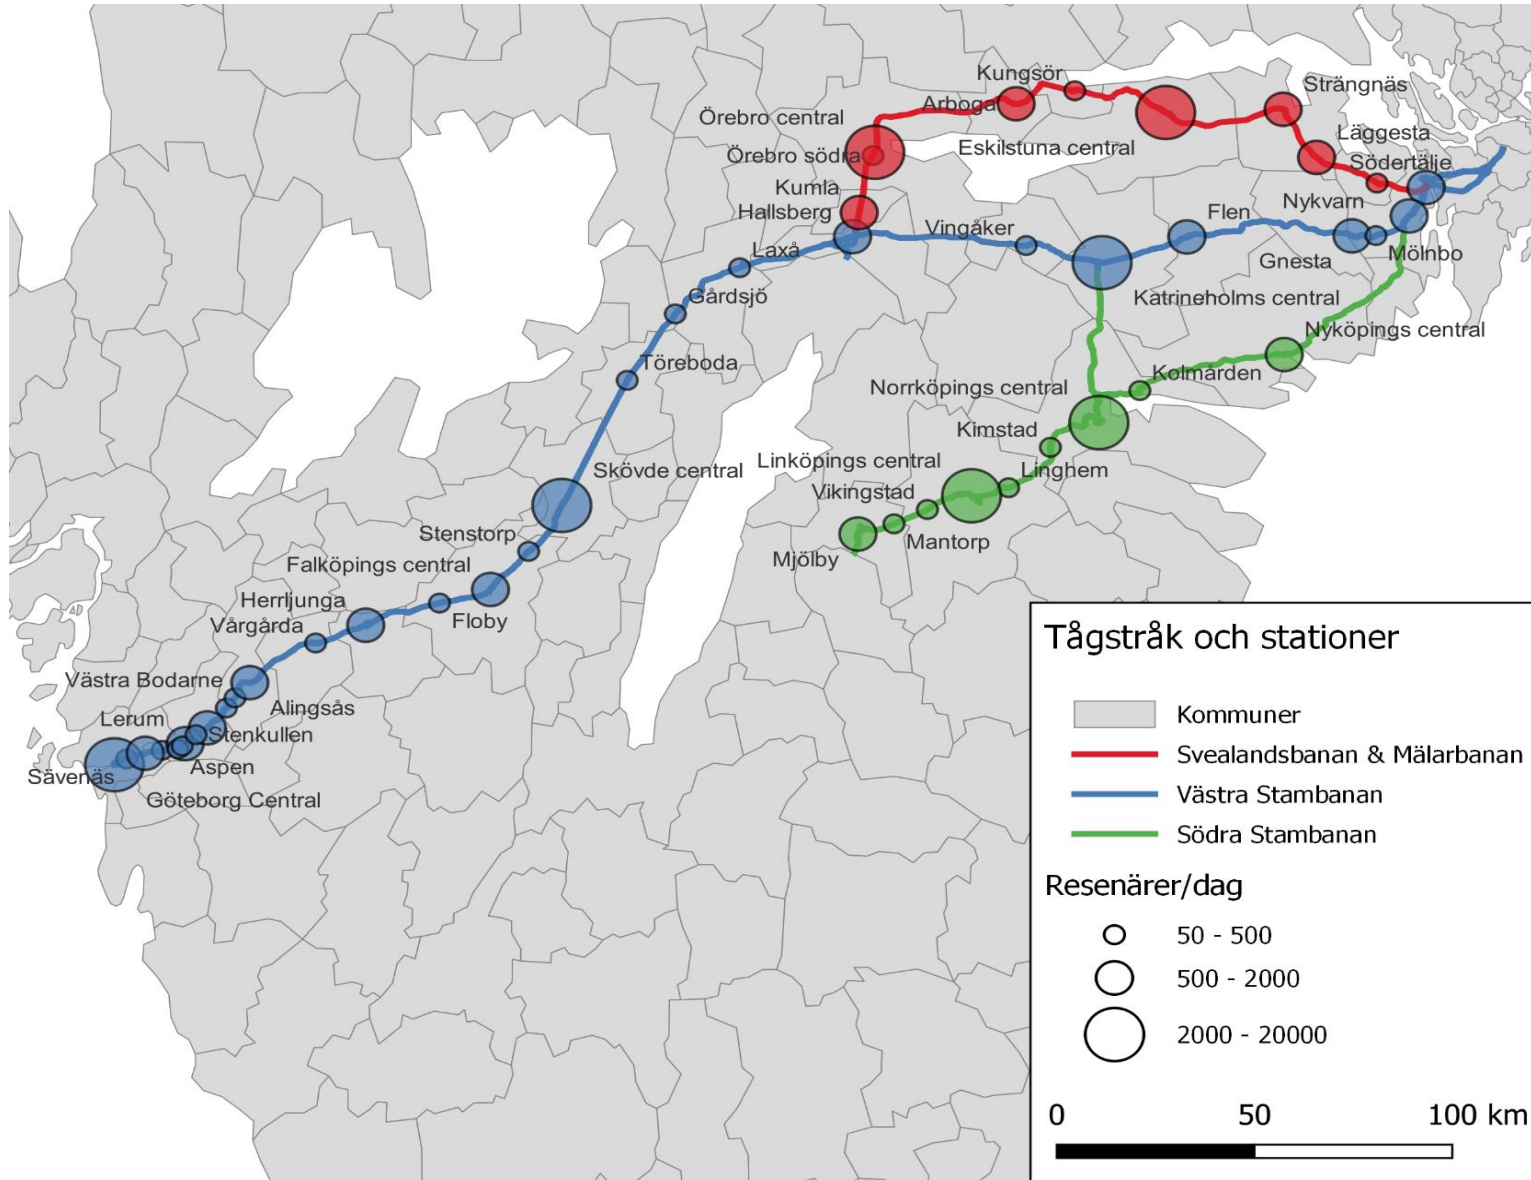 Kungsör
Strängnäs
Arboga
Örebro central
Läggesta
Eskilstuna central
Örebro södra
Södertälje
Kumla
Nykvarn
Hallsberg
Flen
Vingåker
Laxå
Mölnbo
Gnesta
Gårdsjö
Katrineholms central
Nyköpings central
Töreboda
Kolmården
Norrköpings central
Kimstad
Linköpings central
Skövde central
Linghem
Vikingstad
Stenstorp
Mantorp
Mjölby
Falköpings central
Herrljunga
Floby
Vårgårda
Västra Bodarne
Alingsås
Lerum
Stenkullen
Aspen
Sävenäs
Göteborg Central
Tågstråk och stationer
Kommuner
Svealandsbanan & Mälarbanan
Västra Stambanan
Södra Stambanan
Resenärer/dag
50 - 500
500 - 2000
2000 - 20000
0 50 100 km